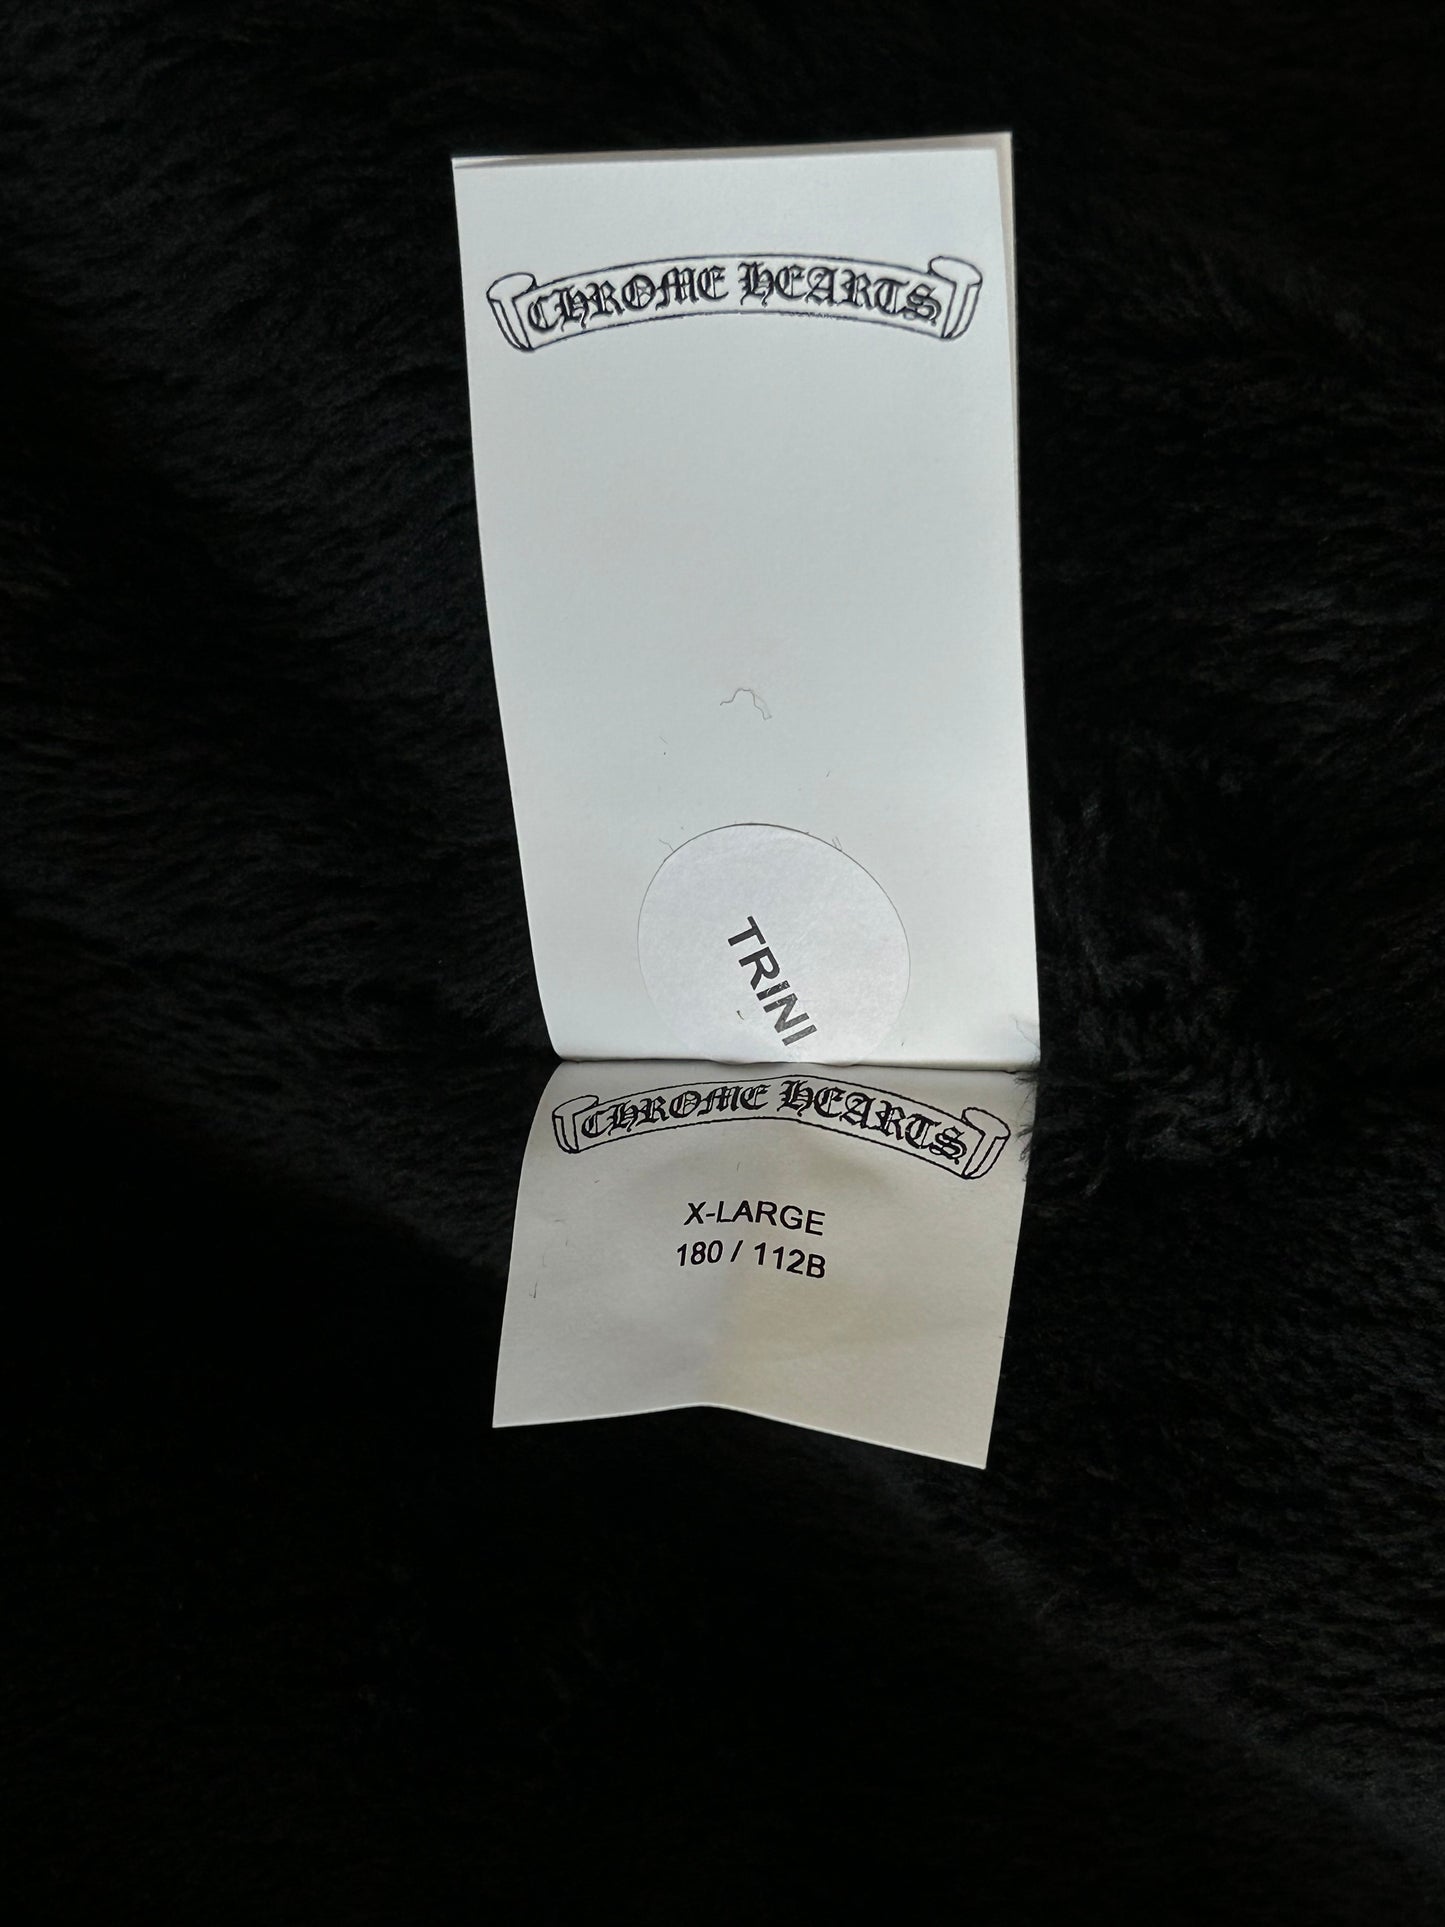 CHROME HEARTS
TRINI
CHROME HEARTS
X-LARGE
180 / 112B